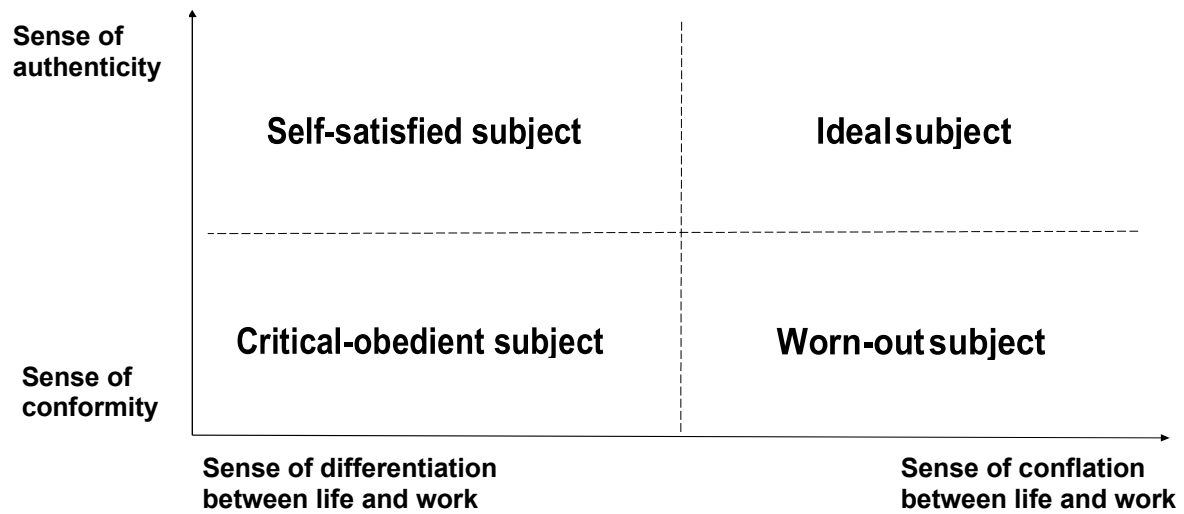 Sense of
authenticity
Self-satisfied subject
Ideal subject
Critical-obedient subject
Worn-out subject
Sense of
conformity
Sense of differentiation
between life and work
Sense of conflation
between life and work